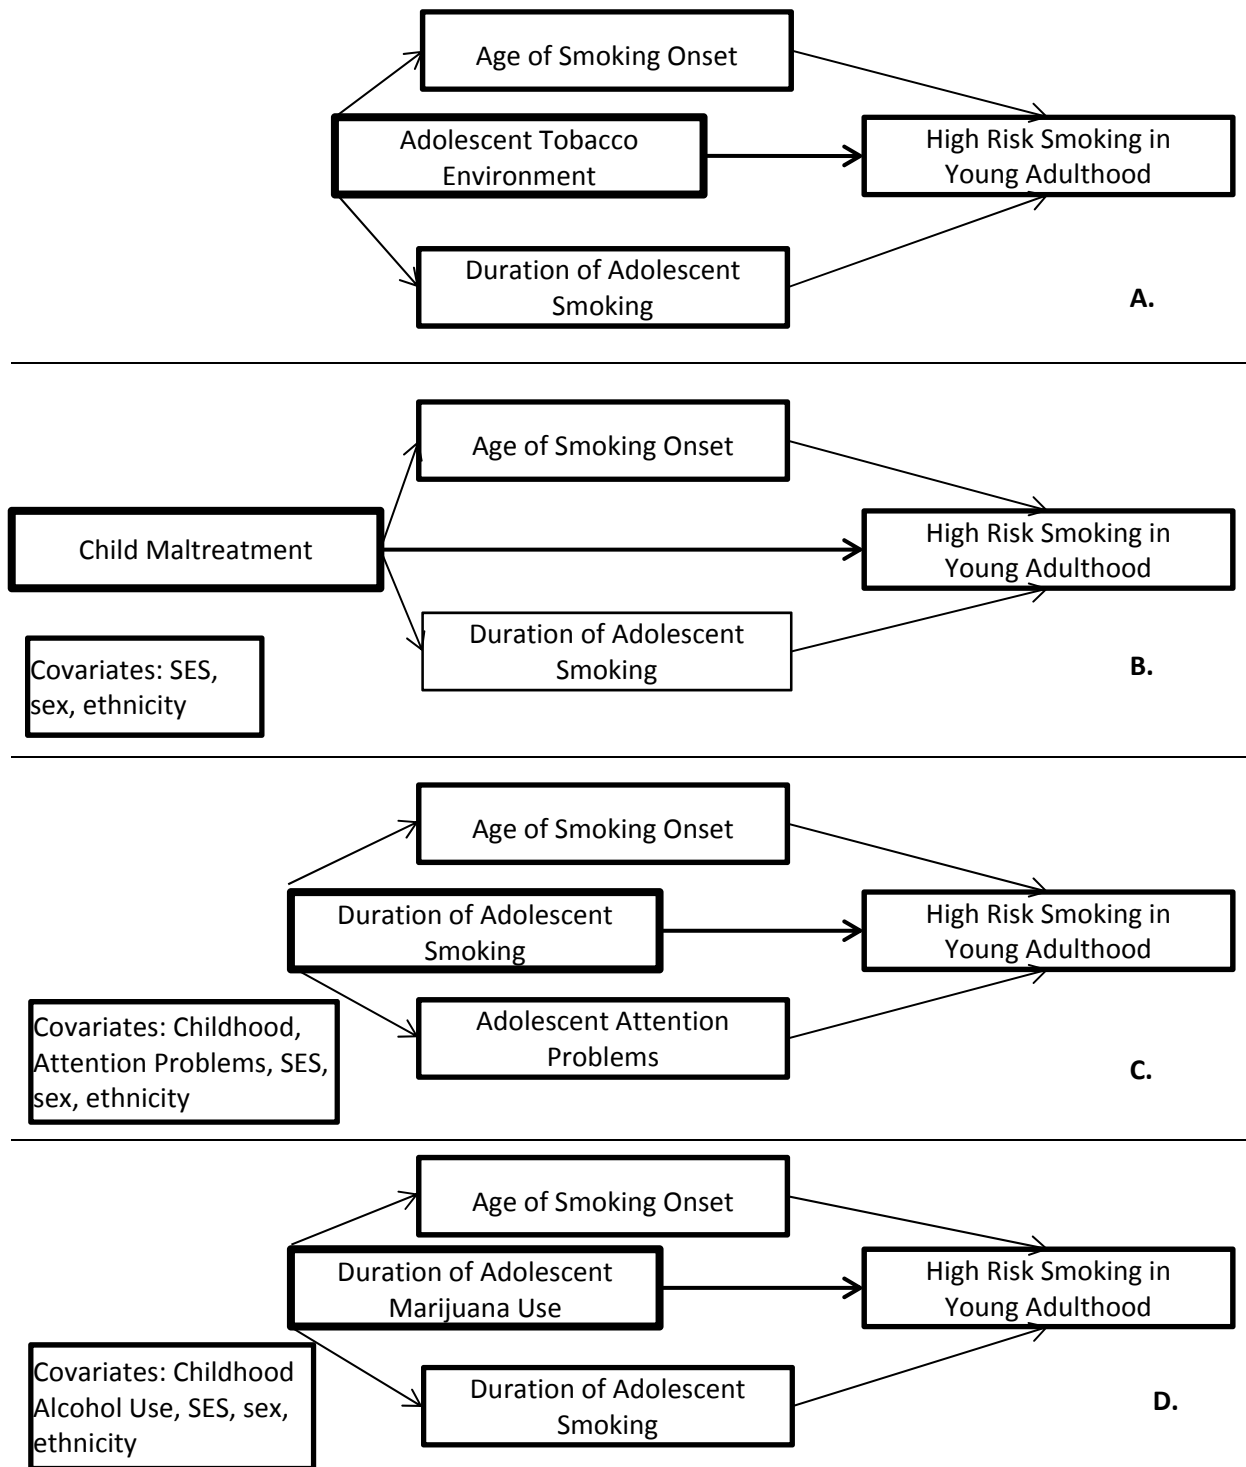 Age of Smoking Onset
Adolescent Tobacco
Environment
High Risk Smoking in
Young Adulthood
Duration of Adolescent
Smoking
A.
Age of Smoking Onset
Child Maltreatment
High Risk Smoking in
Young Adulthood
Duration of Adolescent
Smoking
Covariates: SES,
sex, ethnicity
B.
Age of Smoking Onset
Duration of Adolescent
Smoking
High Risk Smoking in
Young Adulthood
Adolescent Attention
Problems
Covariates: Childhood,
Attention Problems, SES,
sex, ethnicity
C.
Age of Smoking Onset
Duration of Adolescent
Marijuana Use
High Risk Smoking in
Young Adulthood
Duration of Adolescent
Smoking
Covariates: Childhood
Alcohol Use, SES, sex,
ethnicity
D.